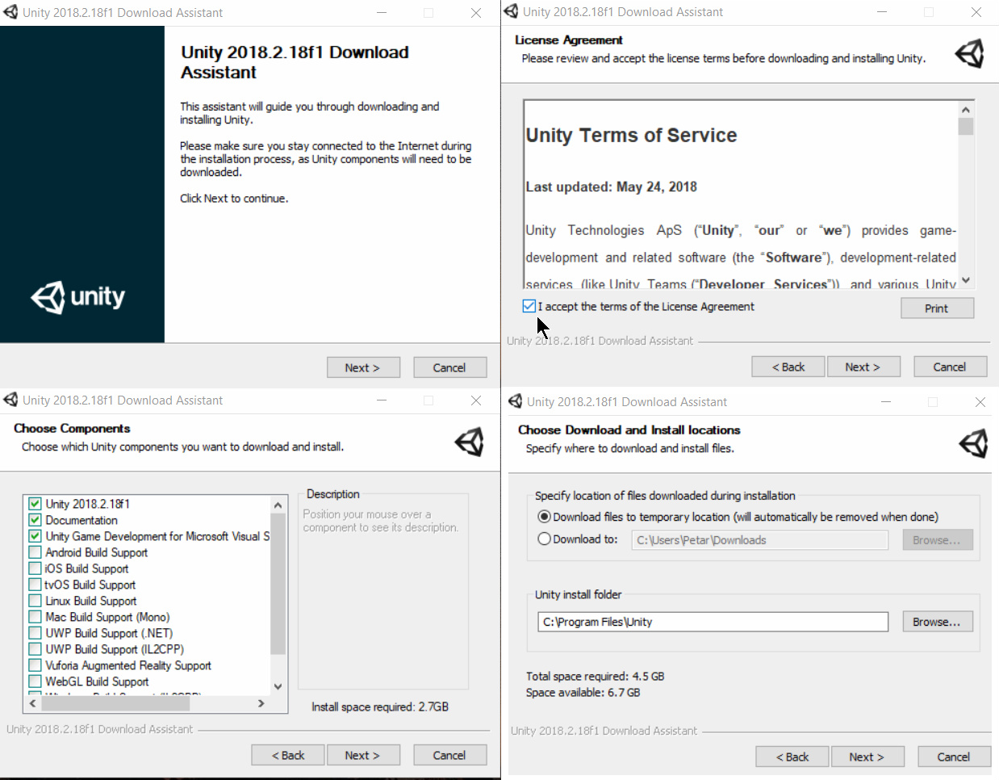 Unity 2018.2.18f1 Download Assistant
Unity 2018.2.18f1 Download
Assistant
This assistant will guide you through downloading and
installing Unity.
Please make sure you stay connected to the Internet during
the installation process, as Unity components will need to be
downloaded.
Click Next to continue.
unity
Next >
Cancel
Unity 2018.2.18f1 Download Assistant
License Agreement
Please review and accept the license terms before downloading and installing Unity.
Unity Terms of Service
Last updated: May 24, 2018
Unity Technologies ApS (“Unity”, “our” or “we”) provides game-
development and related software (the “Software”), development-related
services (like Unity Teams (“Developer Services”)), and various Unity
I accept the terms of the License Agreement
Print
Unity 2018.2.18f1 Download Assistant
< Back
Next >
Cancel
Unity 2018.2.18f1 Download Assistant
Choose Components
Choose which Unity components you want to download and install.
Unity 2018.2.18f1
Documentation
Unity Game Development for Microsoft Visual S
Android Build Support
iOS Build Support
tvOS Build Support
Linux Build Support
Mac Build Support (Mono)
UWP Build Support (.NET)
UWP Build Support (IL2CPP)
Vuforia Augmented Reality Support
WebGL Build Support
Description
Position your mouse over a
component to see its description.
Install space required: 2.7GB
Unity 2018.2.18f1 Download Assistant
< Back
Next >
Cancel
Unity 2018.2.18f1 Download Assistant
Choose Download and Install locations
Specify where to download and install files.
Specify location of files downloaded during installation
Download files to temporary location (will automatically be removed when done)
Download to:
C:\Users\Petar\Downloads
Browse...
Unity install folder
C:\Program Files\Unity
Browse...
Total space required: 4.5 GB
Space available: 6.7 GB
Unity 2018.2.18f1 Download Assistant
< Back
Next >
Cancel